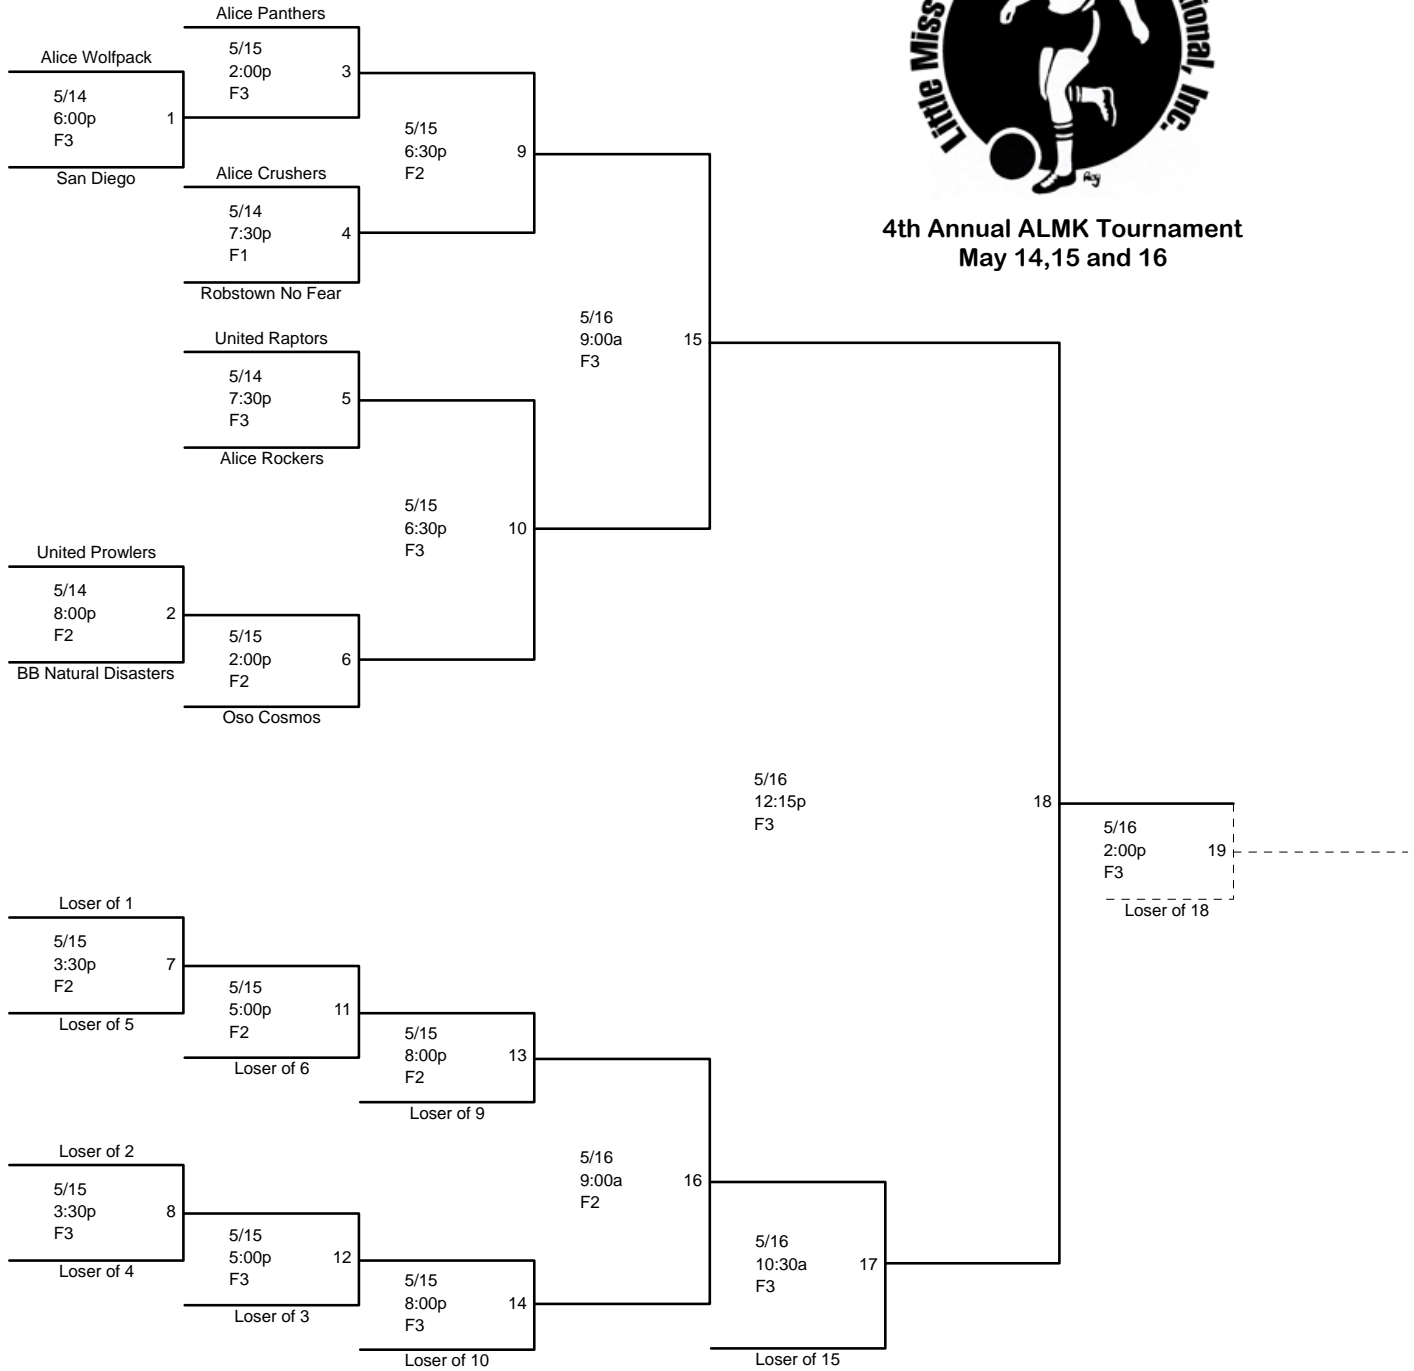 Alice Panthers
5/15
2:00p
3
F3
Alice Wolfpack
5/14
6:00p
1
F3
San Diego
5/15
6:30p
9
F2
Alice Crushers
5/14
7:30p
4
F1
Robstown No Fear
Little Miss
ional, Inc.
Roy
4th Annual ALMK Tournament
May 14,15 and 16
5/16
9:00a
15
F3
United Raptors
5/14
7:30p
5
F3
Alice Rockers
5/15
6:30p
10
F3
United Prowlers
5/14
8:00p
2
F2
BB Natural Disasters
5/15
2:00p
6
F2
Oso Cosmos
5/16
12:15p
18
F3
5/16
2:00p
19
F3
Loser of 18
Loser of 1
5/15
3:30p
7
F2
Loser of 5
5/15
5:00p
11
F2
Loser of 6
5/15
8:00p
13
F2
Loser of 9
Loser of 2
5/15
3:30p
8
F3
Loser of 4
5/15
5:00p
12
F3
Loser of 3
5/15
8:00p
14
F3
Loser of 10
5/16
9:00a
16
F2
5/16
10:30a
17
F3
Loser of 15